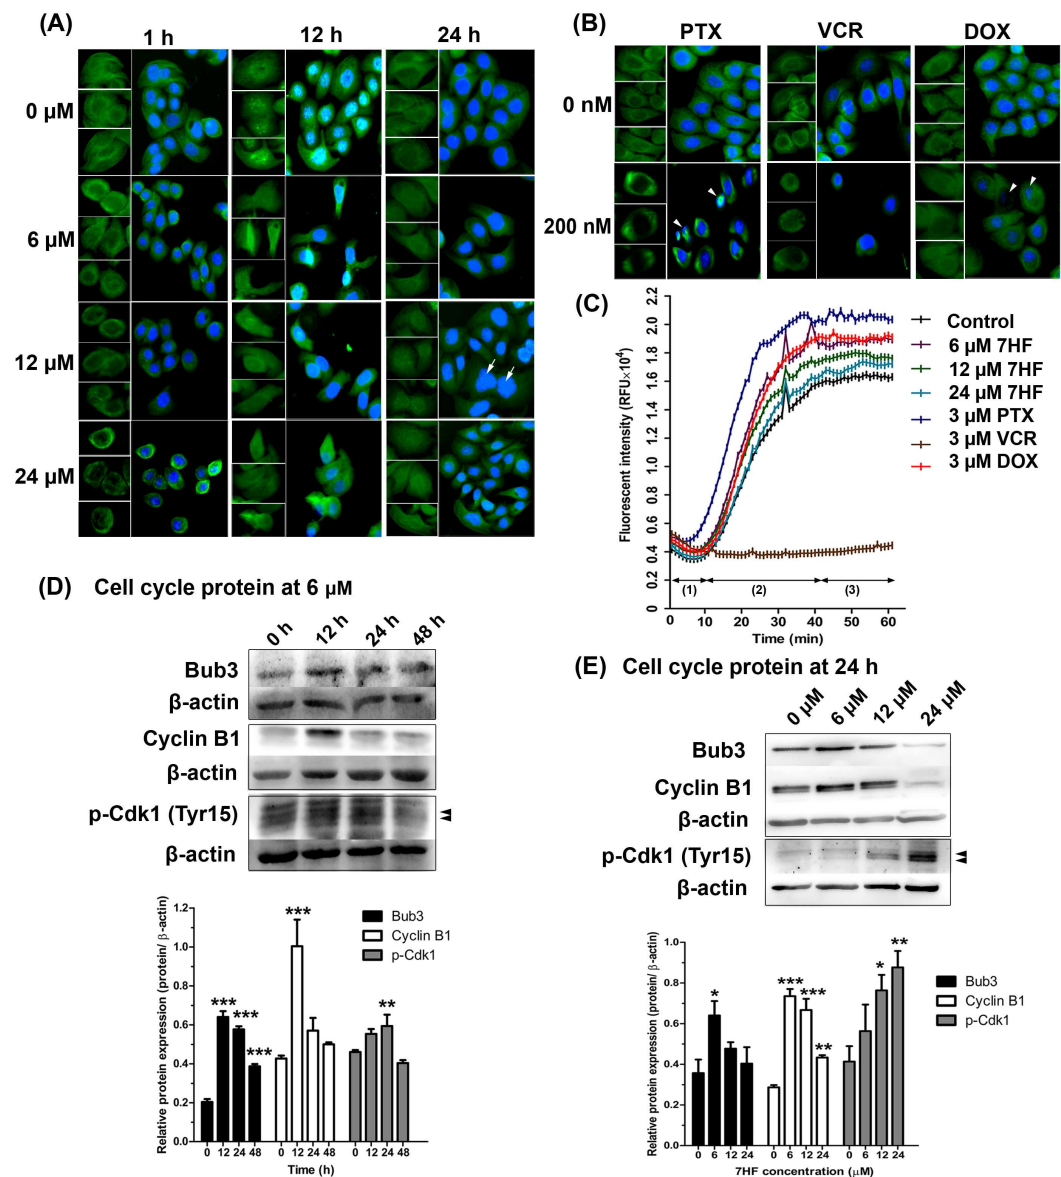 (A)
1 h 12 h 24 h
0 µM
6 µM
12 µM
24 µM
(B)
PTX VCR DOX
0 nM
200 nM
(C)
Fluorescent intensity (RFU×10⁴)
2.2
2.0
1.8
1.6
1.4
1.2
1.0
0.8
0.6
0.4
0.2
0
(1) (2) (3)
0 10 20 30 40 50 60
Time (min)
Control
6 µM 7HF
12 µM 7HF
24 µM 7HF
3 µM PTX
3 µM VCR
3 µM DOX
(D) Cell cycle protein at 6 µM
0 h 12 h 24 h 48 h
Bub3
β-actin
Cyclin B1
β-actin
p-Cdk1 (Tyr15)
β-actin
Relative protein expression (protein/ β-actin)
1.2
1.0
0.8
0.6
0.4
0.2
0.0
*** *** *** *** **
Bub3
Cyclin B1
p-Cdk1
0 12 24 48 0 12 24 48 0 12 24 48
Time (h)
(E) Cell cycle protein at 24 h
0 µM 6 µM 12 µM 24 µM
Bub3
Cyclin B1
β-actin
p-Cdk1 (Tyr15)
β-actin
Relative protein expression (protein/ β-actin)
1.0
0.8
0.6
0.4
0.2
0.0
* *** *** ** * **
Bub3
Cyclin B1
p-Cdk1
0 6 12 24 0 6 12 24 0 6 12 24
7HF concentration (µM)